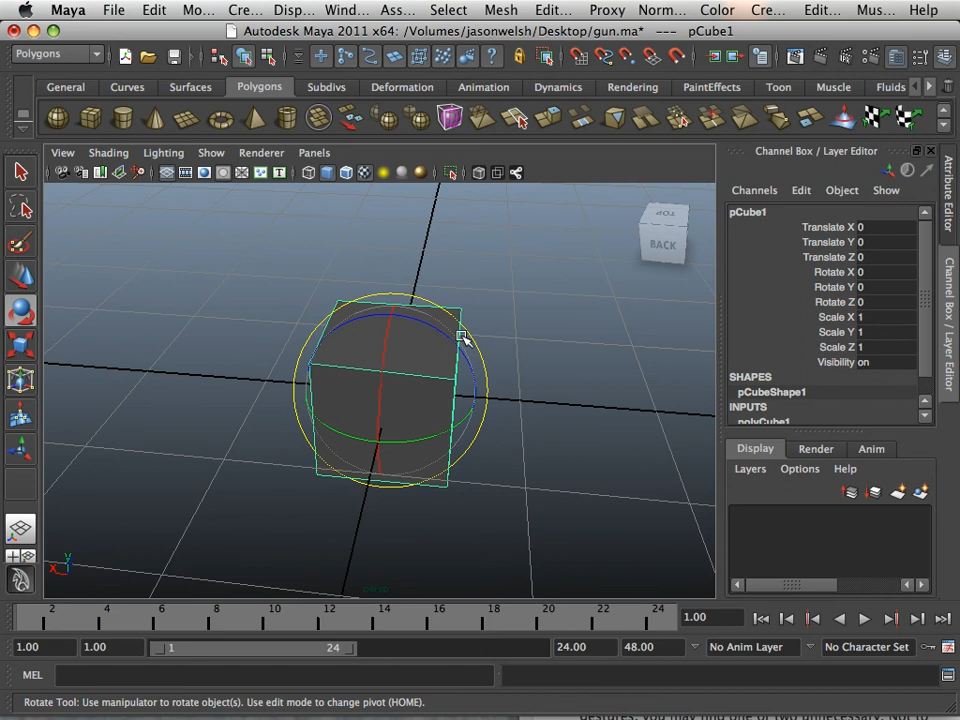 Maya File Edit Mo... Cre... Disp... Wind... Ass... Select Mesh Edit... Proxy Norm... Color Cre... Edit... Mus... Help
Autodesk Maya 2011 x64: /Volumes/jasonwelsh/Desktop/gun.ma* --- pCube1
Polygons
General Curves Surfaces Polygons Subdivs Deformation Animation Dynamics Rendering PaintEffects Toon Muscle Fluids
View Shading Lighting Show Renderer Panels
Channel Box / Layer Editor
Channels Edit Object Show
pCube1
Translate X 0
Translate Y 0
Translate Z 0
Rotate X 0
Rotate Y 0
Rotate Z 0
Scale X 1
Scale Y 1
Scale Z 1
Visibility on
SHAPES
pCubeShape1
INPUTS
polyCube1
Attribute Editor
Channel Box / Layer Editor
TOP
BACK
Display Render Anim
Layers Options Help
Y
X
persp
2 4 6 8 10 12 14 16 18 20 22 24 1.00
1.00 1.00 1 24 24.00 48.00 No Anim Layer No Character Set
MEL
Rotate Tool: Use manipulator to rotate object(s). Use edit mode to change pivot (HOME).